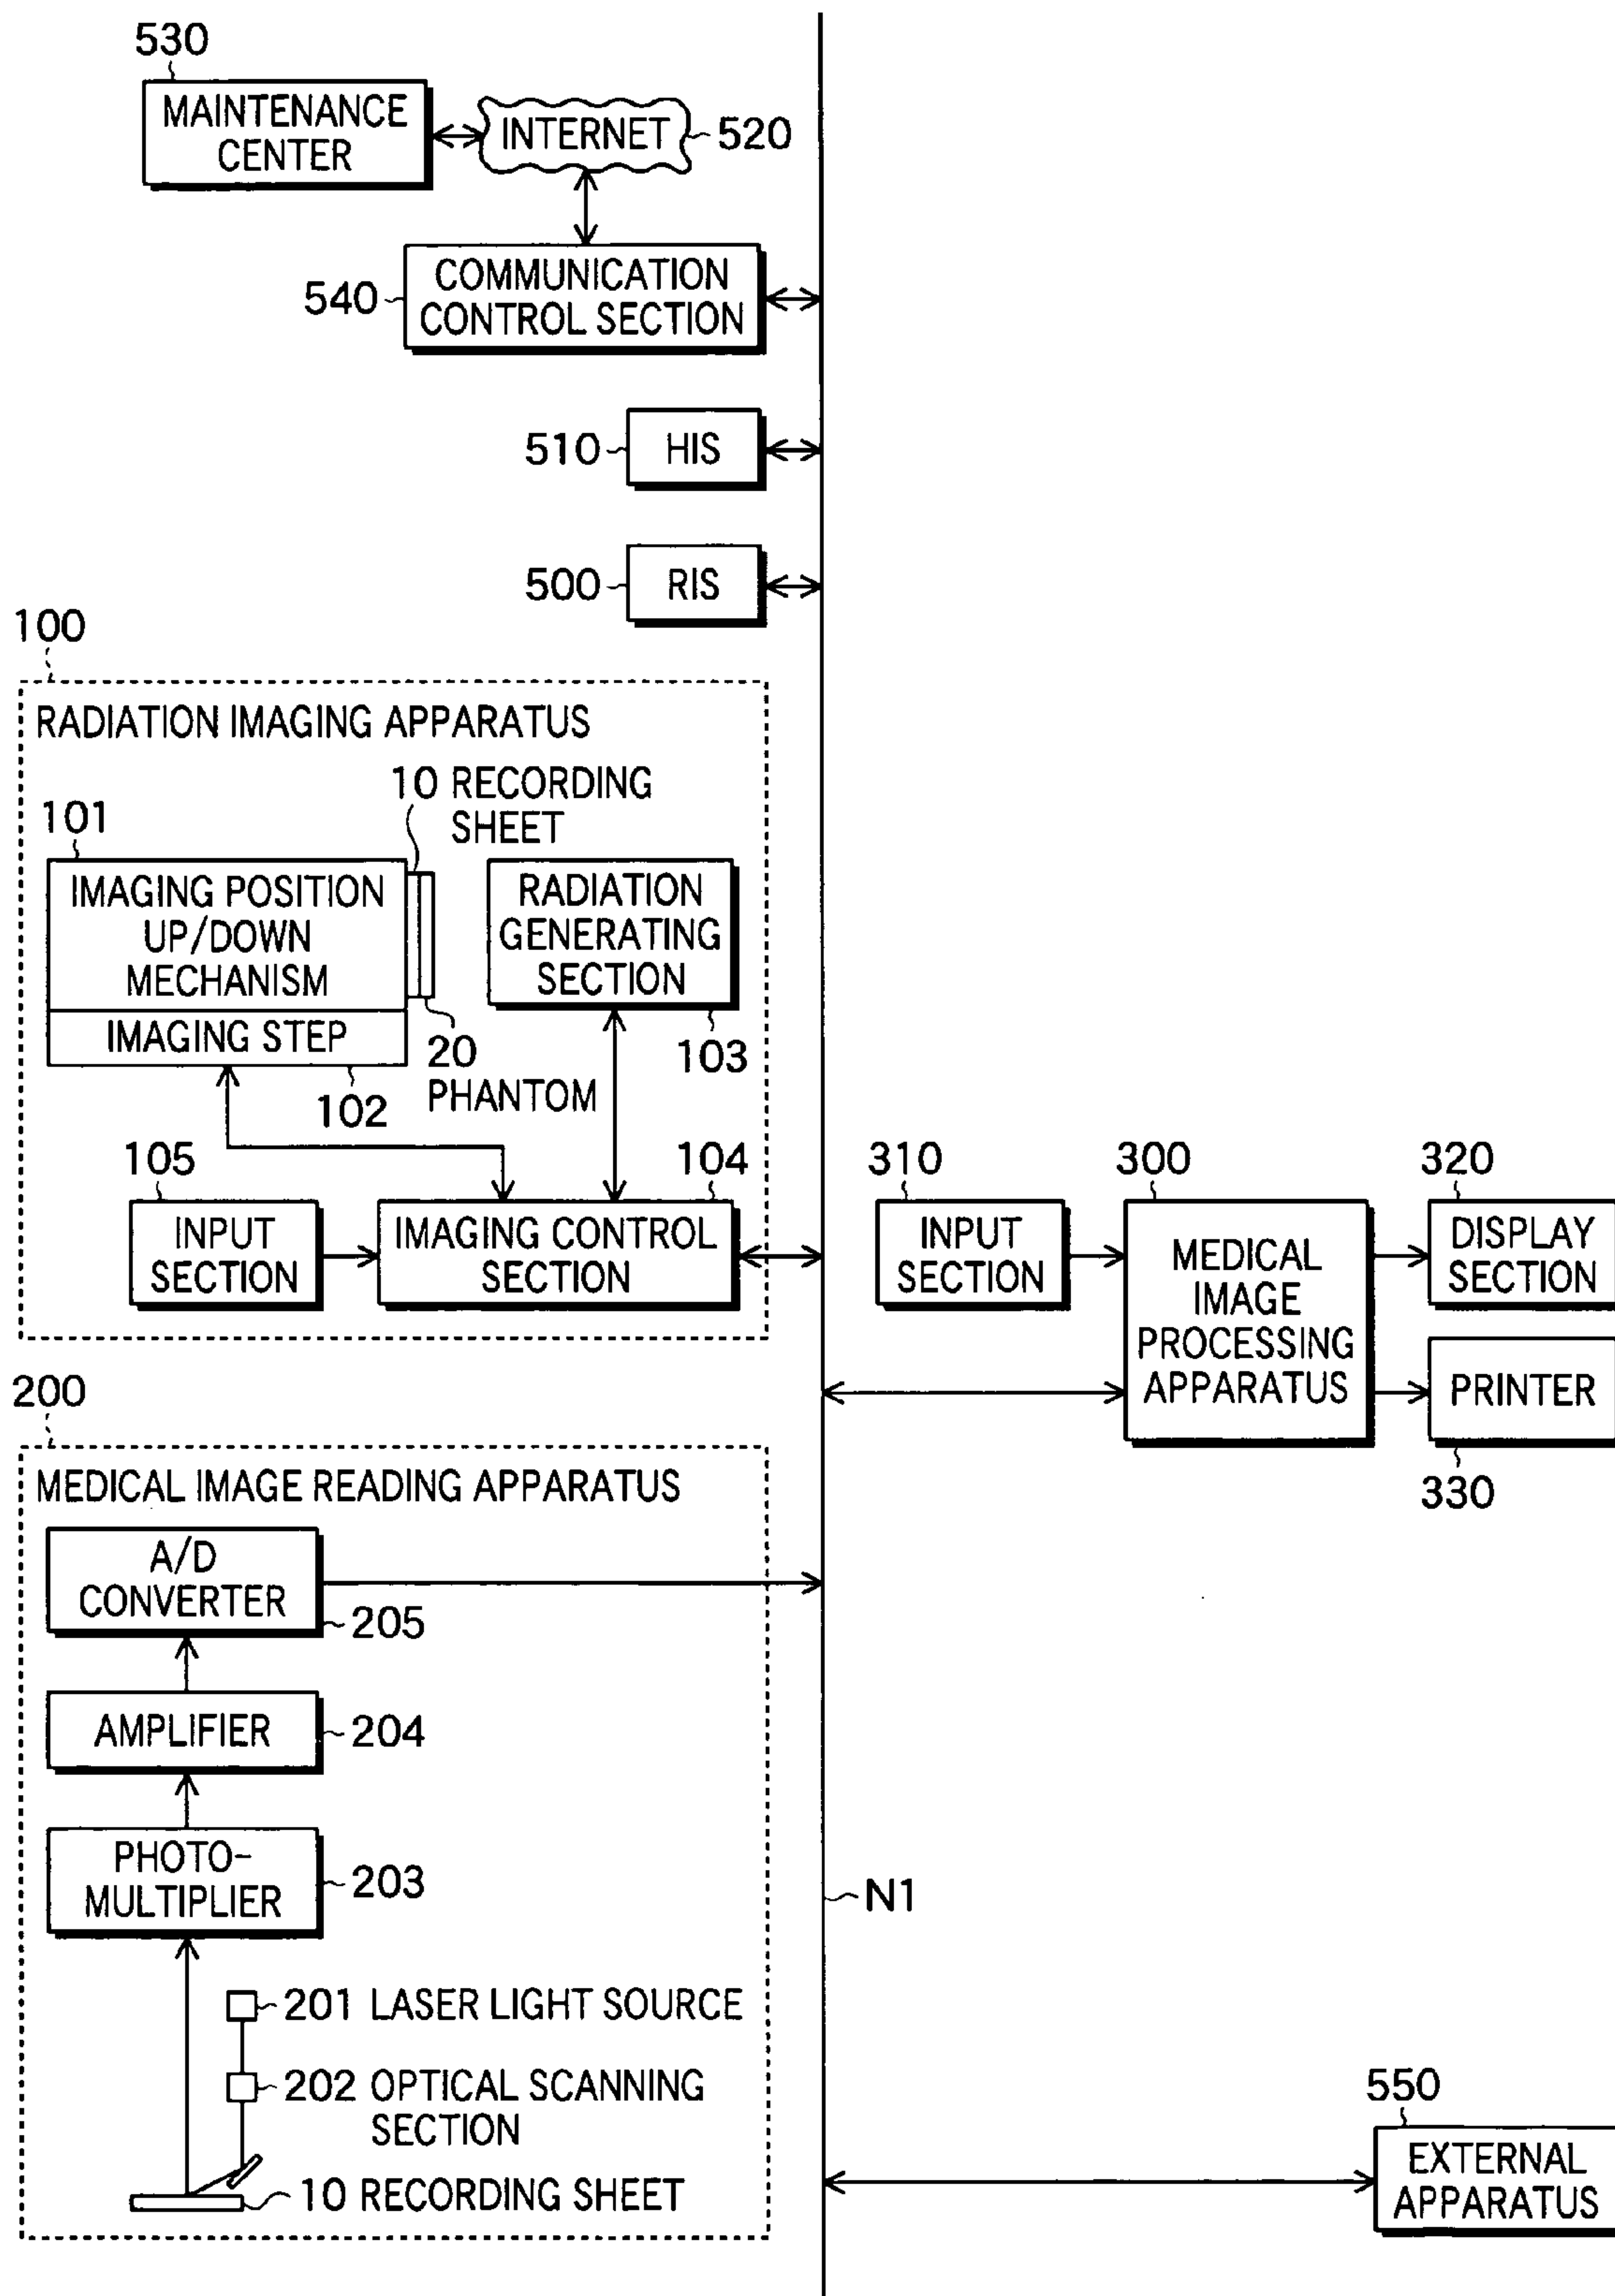 530
MAINTENANCE
CENTER
INTERNET
520
540
COMMUNICATION
CONTROL SECTION
510
HIS
500
RIS
100
RADIATION IMAGING APPARATUS
10 RECORDING
SHEET
101
IMAGING POSITION
UP/DOWN
MECHANISM
IMAGING STEP
102
20
PHANTOM
RADIATION
GENERATING
SECTION
103
105
INPUT
SECTION
104
IMAGING CONTROL
SECTION
310
INPUT
SECTION
300
MEDICAL
IMAGE
PROCESSING
APPARATUS
320
DISPLAY
SECTION
PRINTER
330
200
MEDICAL IMAGE READING APPARATUS
A/D
CONVERTER
205
AMPLIFIER
204
PHOTO-
MULTIPLIER
203
N1
201 LASER LIGHT SOURCE
202 OPTICAL SCANNING
SECTION
10 RECORDING SHEET
550
EXTERNAL
APPARATUS